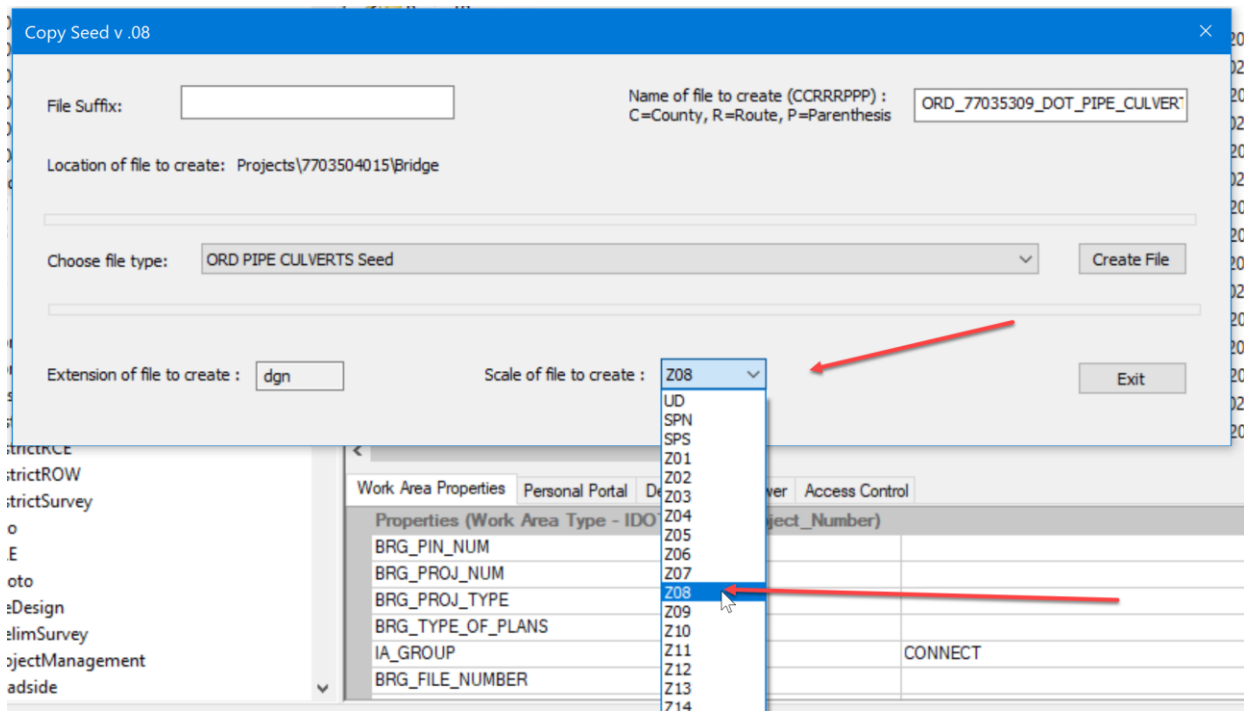 Copy Seed v .08
File Suffix:
Name of file to create (CCRRRPPP) :
C=County, R=Route, P=Parenthesis
ORD_77035309_DOT_PIPE_CULVERT
Location of file to create: Projects\7703504015\Bridge
Choose file type: ORD PIPE CULVERTS Seed
Create File
Extension of file to create : dgn
Scale of file to create : Z08
Exit
UD
SPN
SPS
Z01
Z02
Z03
Z04
Z05
Z06
Z07
Z08
Z09
Z10
Z11
Z12
Z13
Z14
strictRCE
strictROW
strictSurvey
oto
eDesign
elimSurvey
ojectManagement
adside
Work Area Properties Personal Portal Access Control
Properties (Work Area Type - IDO ject_Number)
BRG_PIN_NUM
BRG_PROJ_NUM
BRG_PROJ_TYPE
BRG_TYPE_OF_PLANS
IA_GROUP CONNECT
BRG_FILE_NUMBER